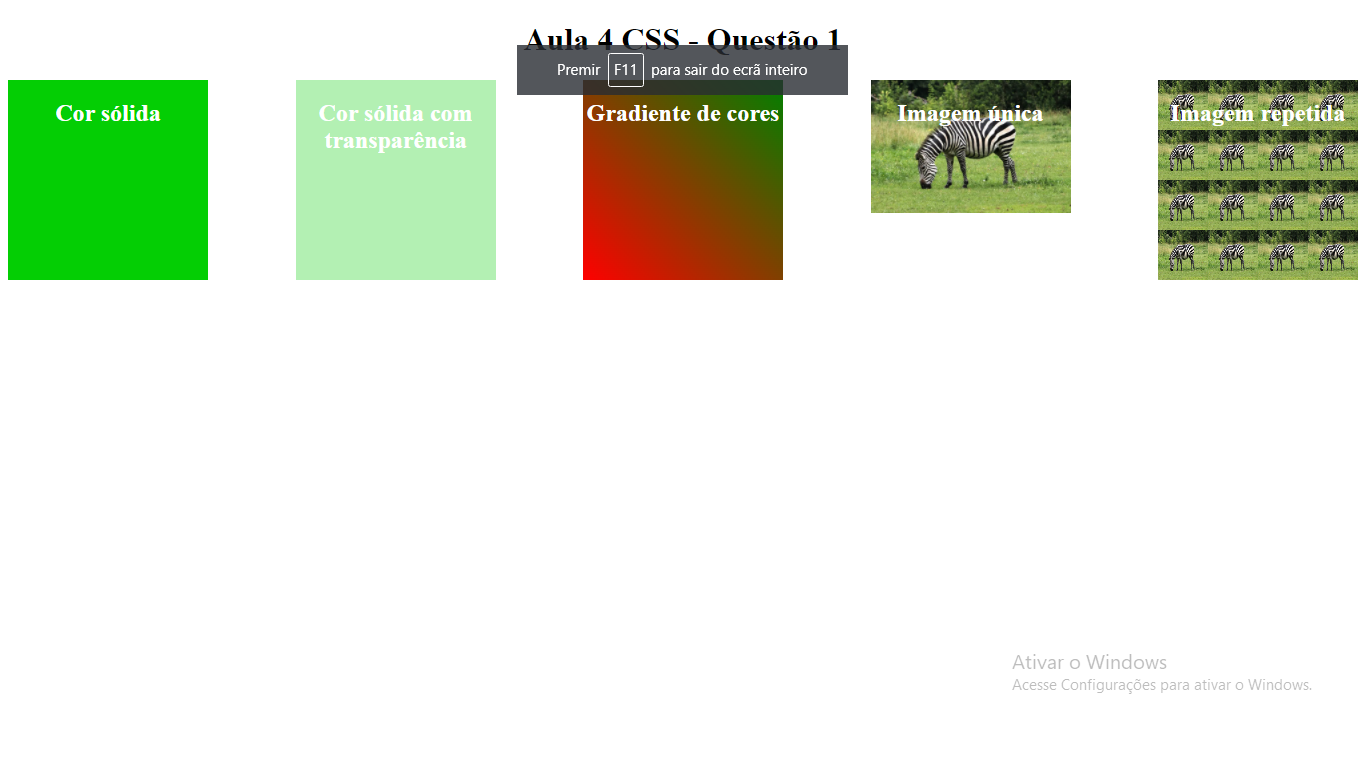 Aula 4 CSS - Questão 1
Premir F11 para sair do ecrã inteiro
Cor sólida
Cor sólida com
transparência
Gradiente de cores
Imagem única
Imagem repetida
Ativar o Windows
Acesse Configurações para ativar o Windows.